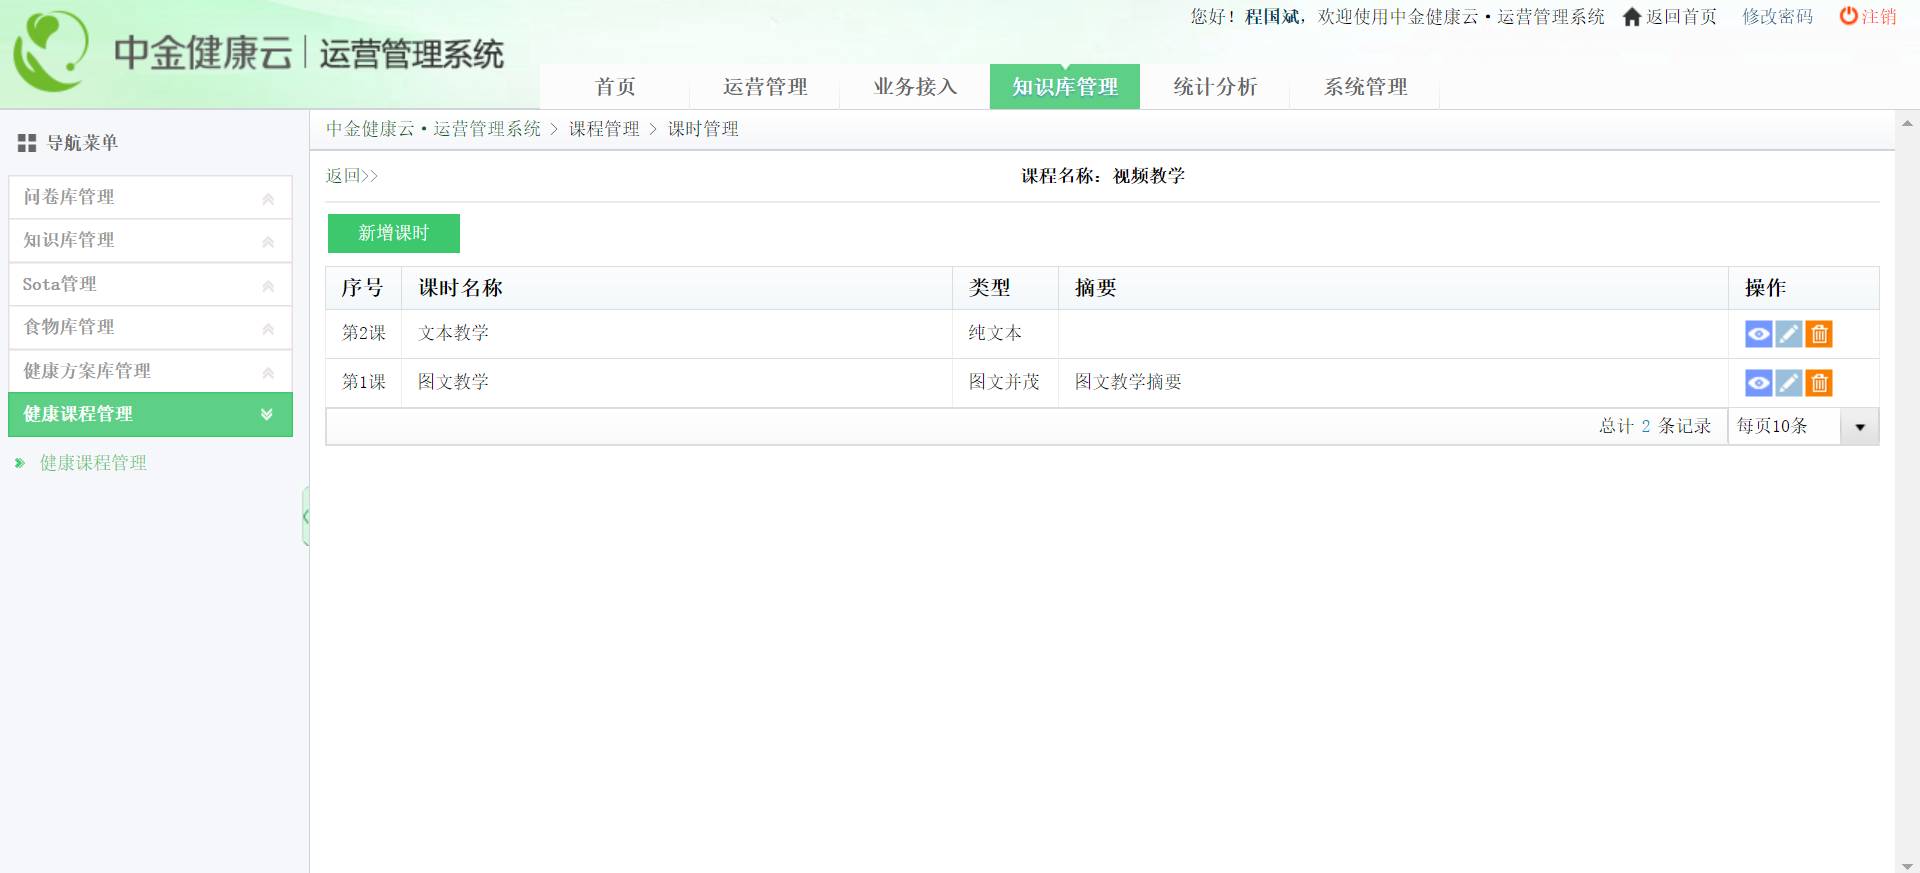 中金健康云 | 运营管理系统
您好！程国斌，欢迎使用中金健康云•运营管理系统 返回首页 修改密码 注销
首页 运营管理 业务接入 知识库管理 统计分析 系统管理
导航菜单
问卷库管理
知识库管理
Sota管理
食物库管理
健康方案库管理
健康课程管理
健康课程管理
中金健康云•运营管理系统 > 课程管理 > 课时管理
返回>> 课程名称：视频教学
新增课时
序号 课时名称 类型 摘要 操作
第2课 文本教学 纯文本
第1课 图文教学 图文并茂 图文教学摘要
总计 2 条记录 每页10条